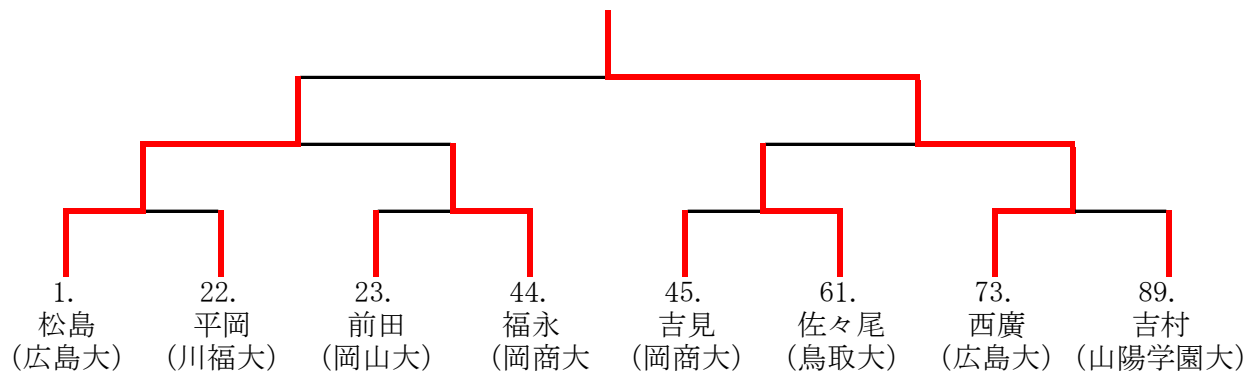 1. 22. 23. 44. 45. 61. 73. 89.
松島 平岡 前田 福永 吉見 佐々尾 西廣 吉村
(広島大) (川福大) (岡山大) (岡商大 (岡商大) (鳥取大) (広島大) (山陽学園大)